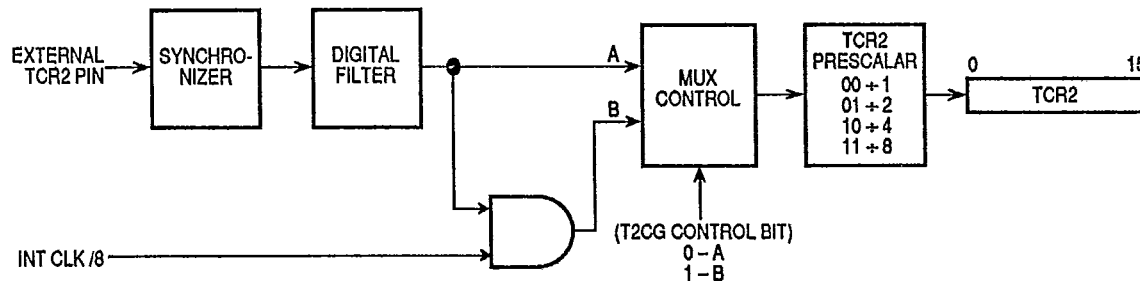 EXTERNAL
TCR2 PIN
SYNCHRO-
NIZER
DIGITAL
FILTER
A
B
MUX
CONTROL
TCR2
PRESCALAR
00 ÷ 1
01 ÷ 2
10 ÷ 4
11 ÷ 8
0 15
TCR2
INT CLK /8
(T2CG CONTROL BIT)
0 – A
1 – B